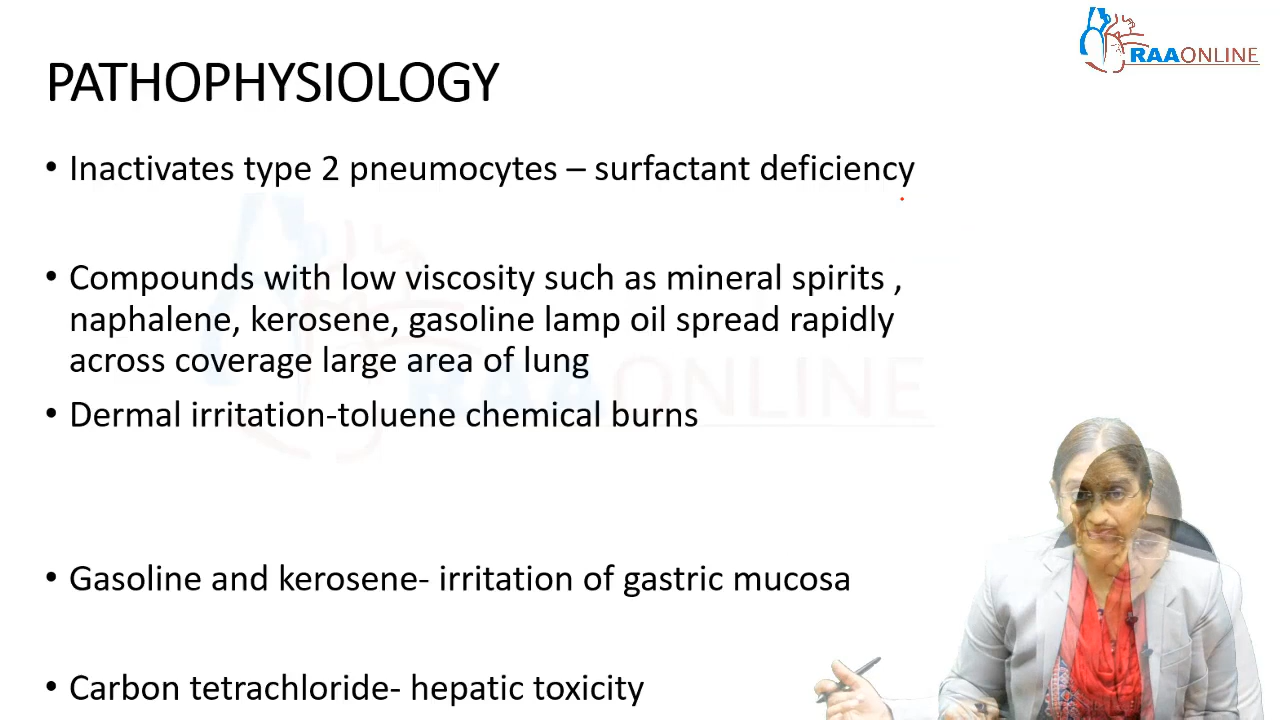 RAAONLINE
PATHOPHYSIOLOGY
• Inactivates type 2 pneumocytes – surfactant deficiency
• Compounds with low viscosity such as mineral spirits ,
naphalene, kerosene, gasoline lamp oil spread rapidly
across coverage large area of lung
• Dermal irritation-toluene chemical burns
• Gasoline and kerosene- irritation of gastric mucosa
• Carbon tetrachloride- hepatic toxicity
RAAONLINE